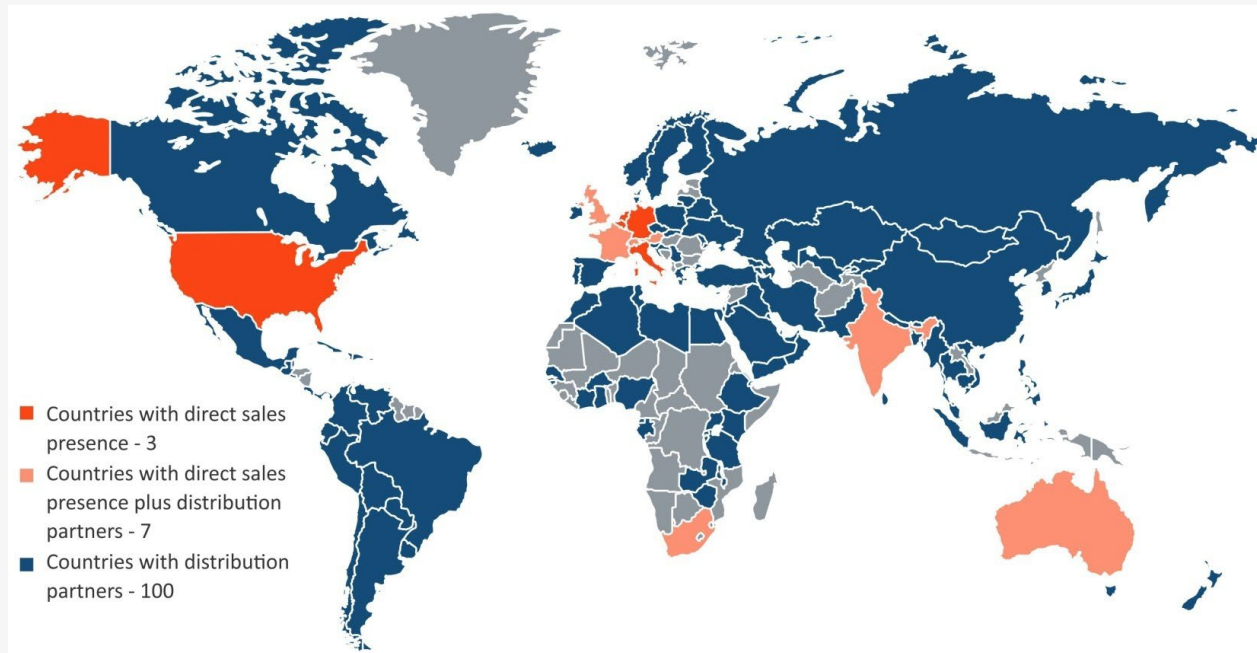 Countries with direct sales
presence - 3
Countries with direct sales
presence plus distribution
partners - 7
Countries with distribution
partners - 100